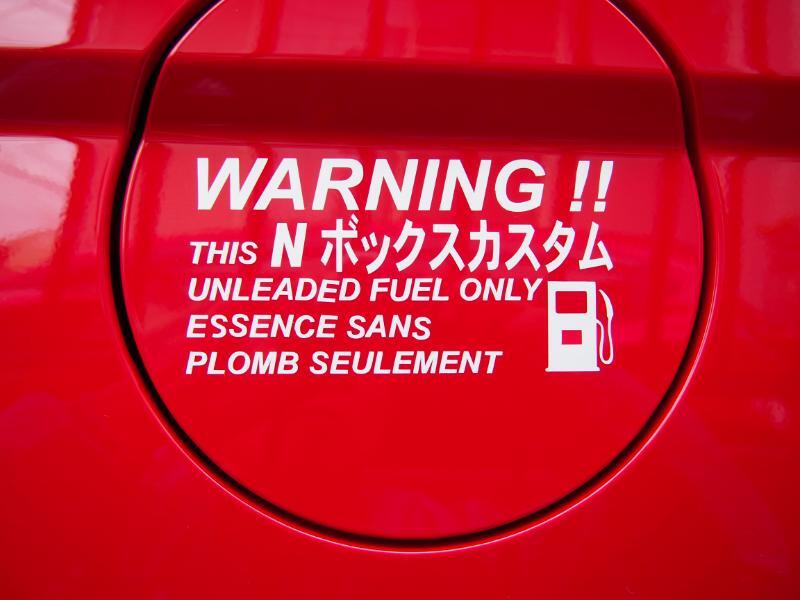 WARNING !!
THIS N ボックスカスタム
UNLEADED FUEL ONLY
ESSENCE SANS
PLOMB SEULEMENT